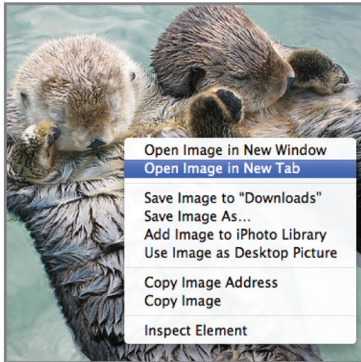 Open Image in New Window
Open Image in New Tab
Save Image to “Downloads”
Save Image As…
Add Image to iPhoto Library
Use Image as Desktop Picture
Copy Image Address
Copy Image
Inspect Element